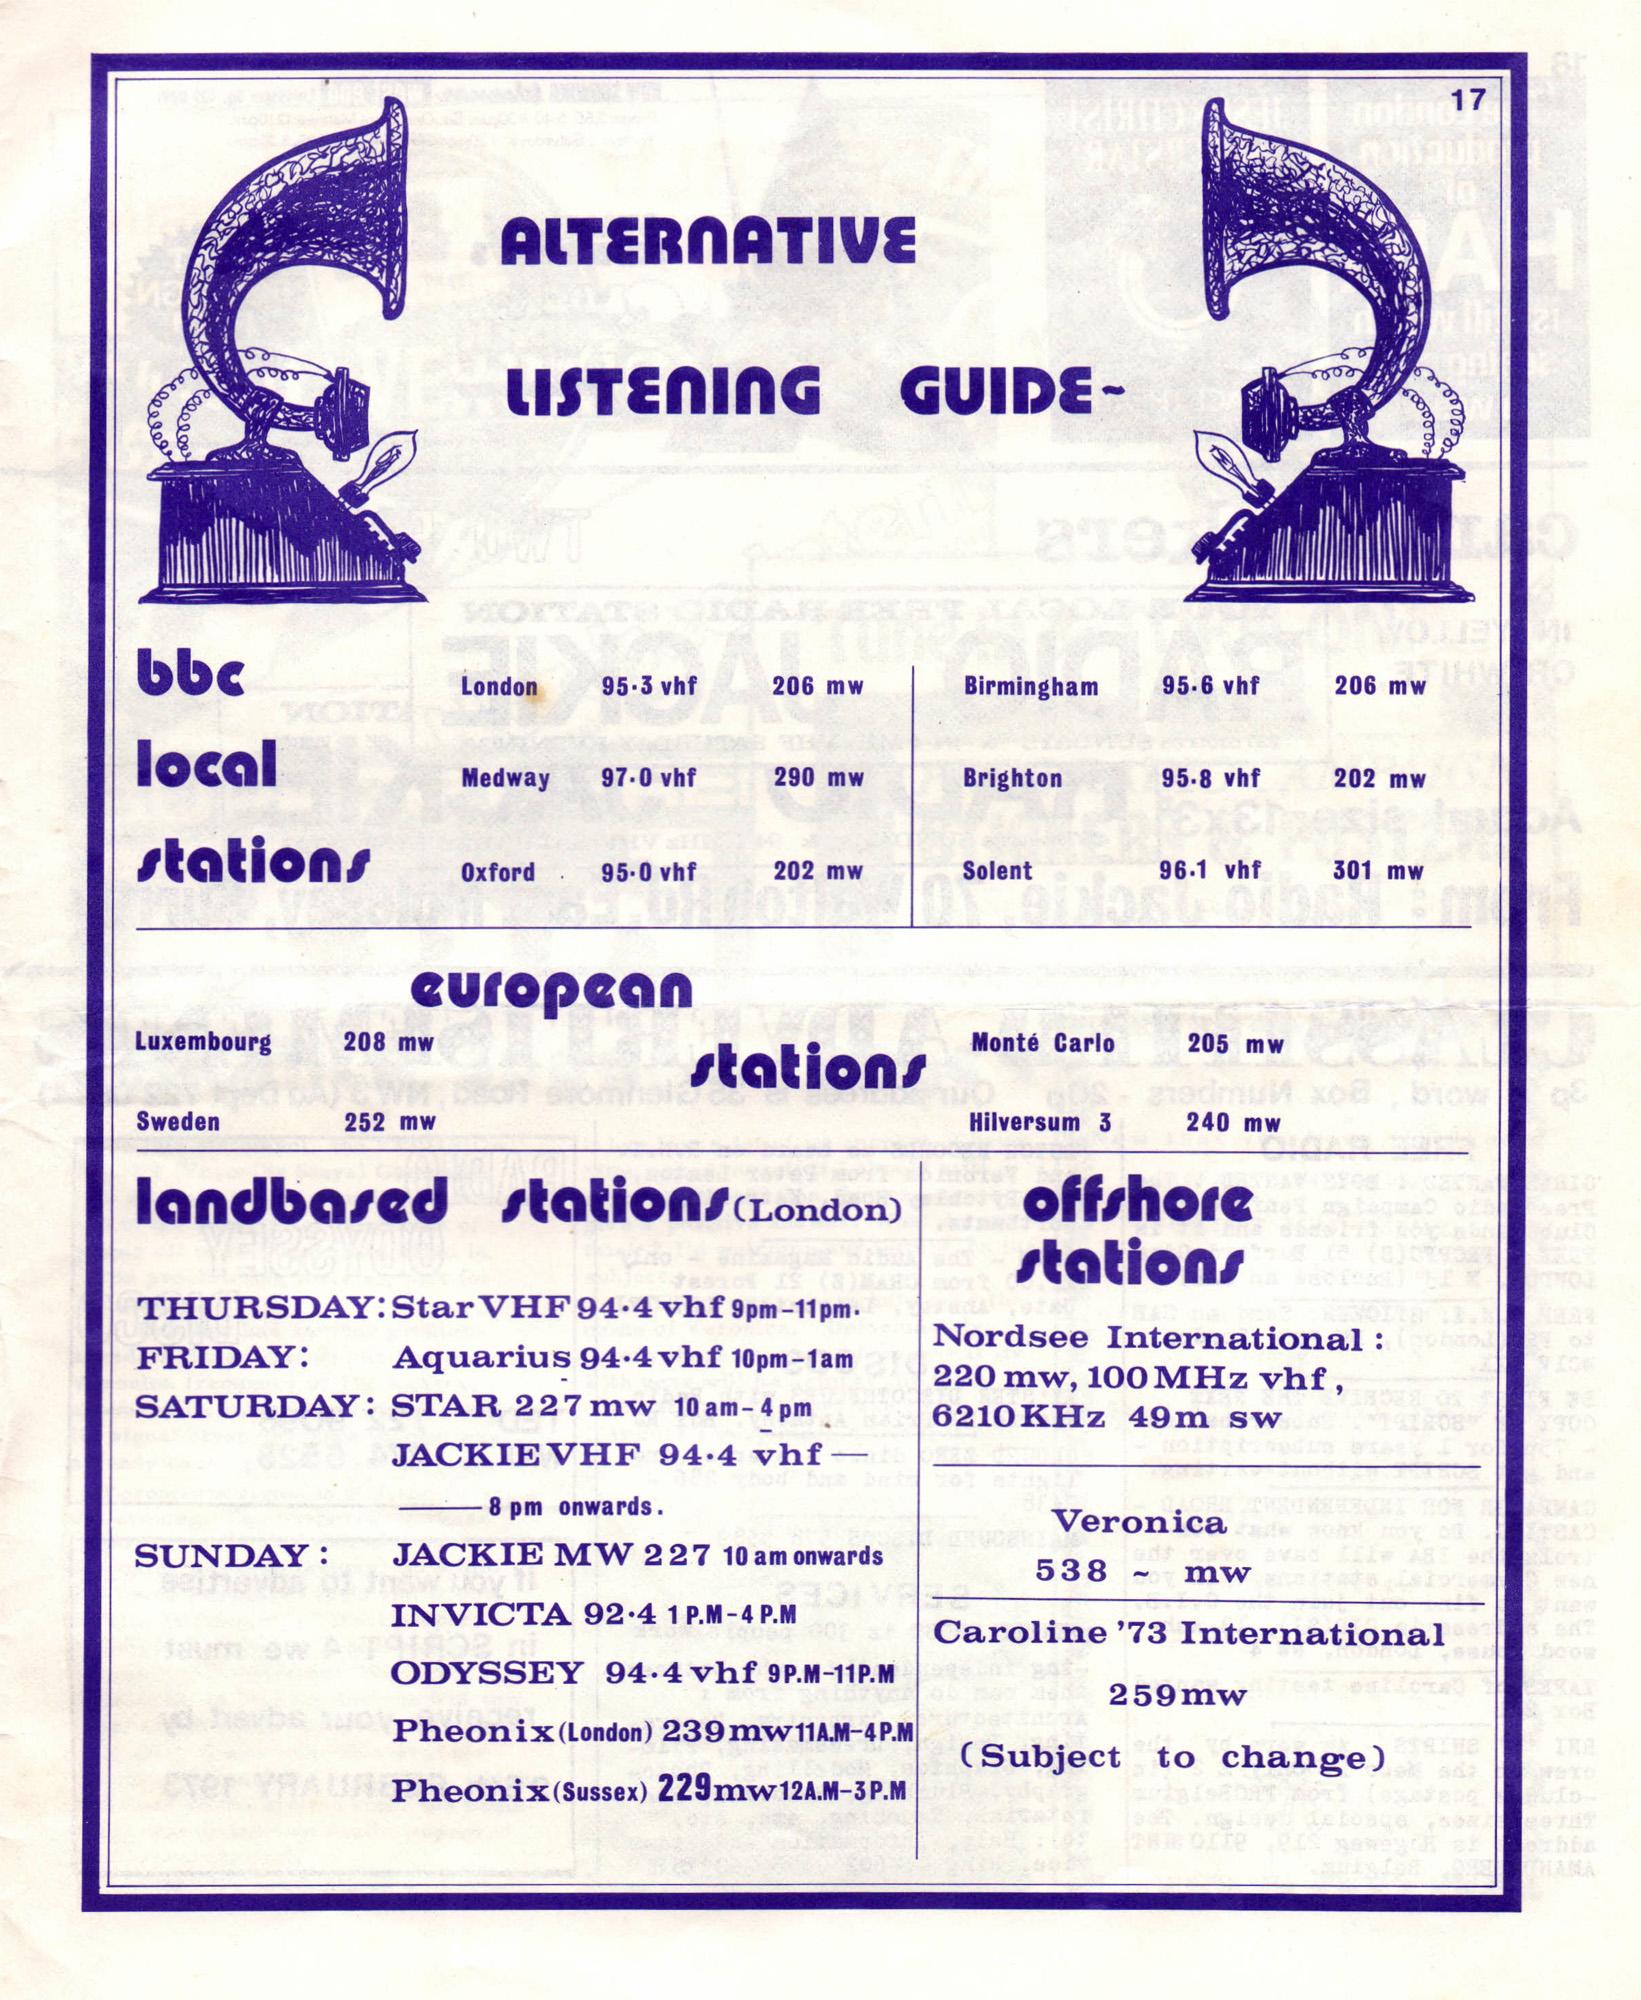 17
ALTERNATIVE
LISTENING GUIDE~
bbc
local
stations
London 95·3 vhf 206 mw
Medway 97·0 vhf 290 mw
Oxford 95·0 vhf 202 mw
Birmingham 95·6 vhf 206 mw
Brighton 95·8 vhf 202 mw
Solent 96·1 vhf 301 mw
european
stations
Luxembourg 208 mw
Sweden 252 mw
Monté Carlo 205 mw
Hilversum 3 240 mw
landbased stations (London)
THURSDAY: Star VHF 94·4 vhf 9pm-11pm·
FRIDAY: Aquarius 94·4 vhf 10pm-1am
SATURDAY: STAR 227 mw 10 am-4 pm
JACKIE VHF 94·4 vhf —
— 8 pm onwards.
SUNDAY: JACKIE MW 227 10 am onwards
INVICTA 92·4 1 P.M-4 P.M
ODYSSEY 94·4 vhf 9P.M-11P.M
Pheonix (London) 239mw 11A.M-4P.M
Pheonix (Sussex) 229mw 12A.M-3P.M
offshore
stations
Nordsee International:
220 mw, 100 MHz vhf,
6210 KHz 49m sw
Veronica
538 ~ mw
Caroline '73 International
259mw
(Subject to change)